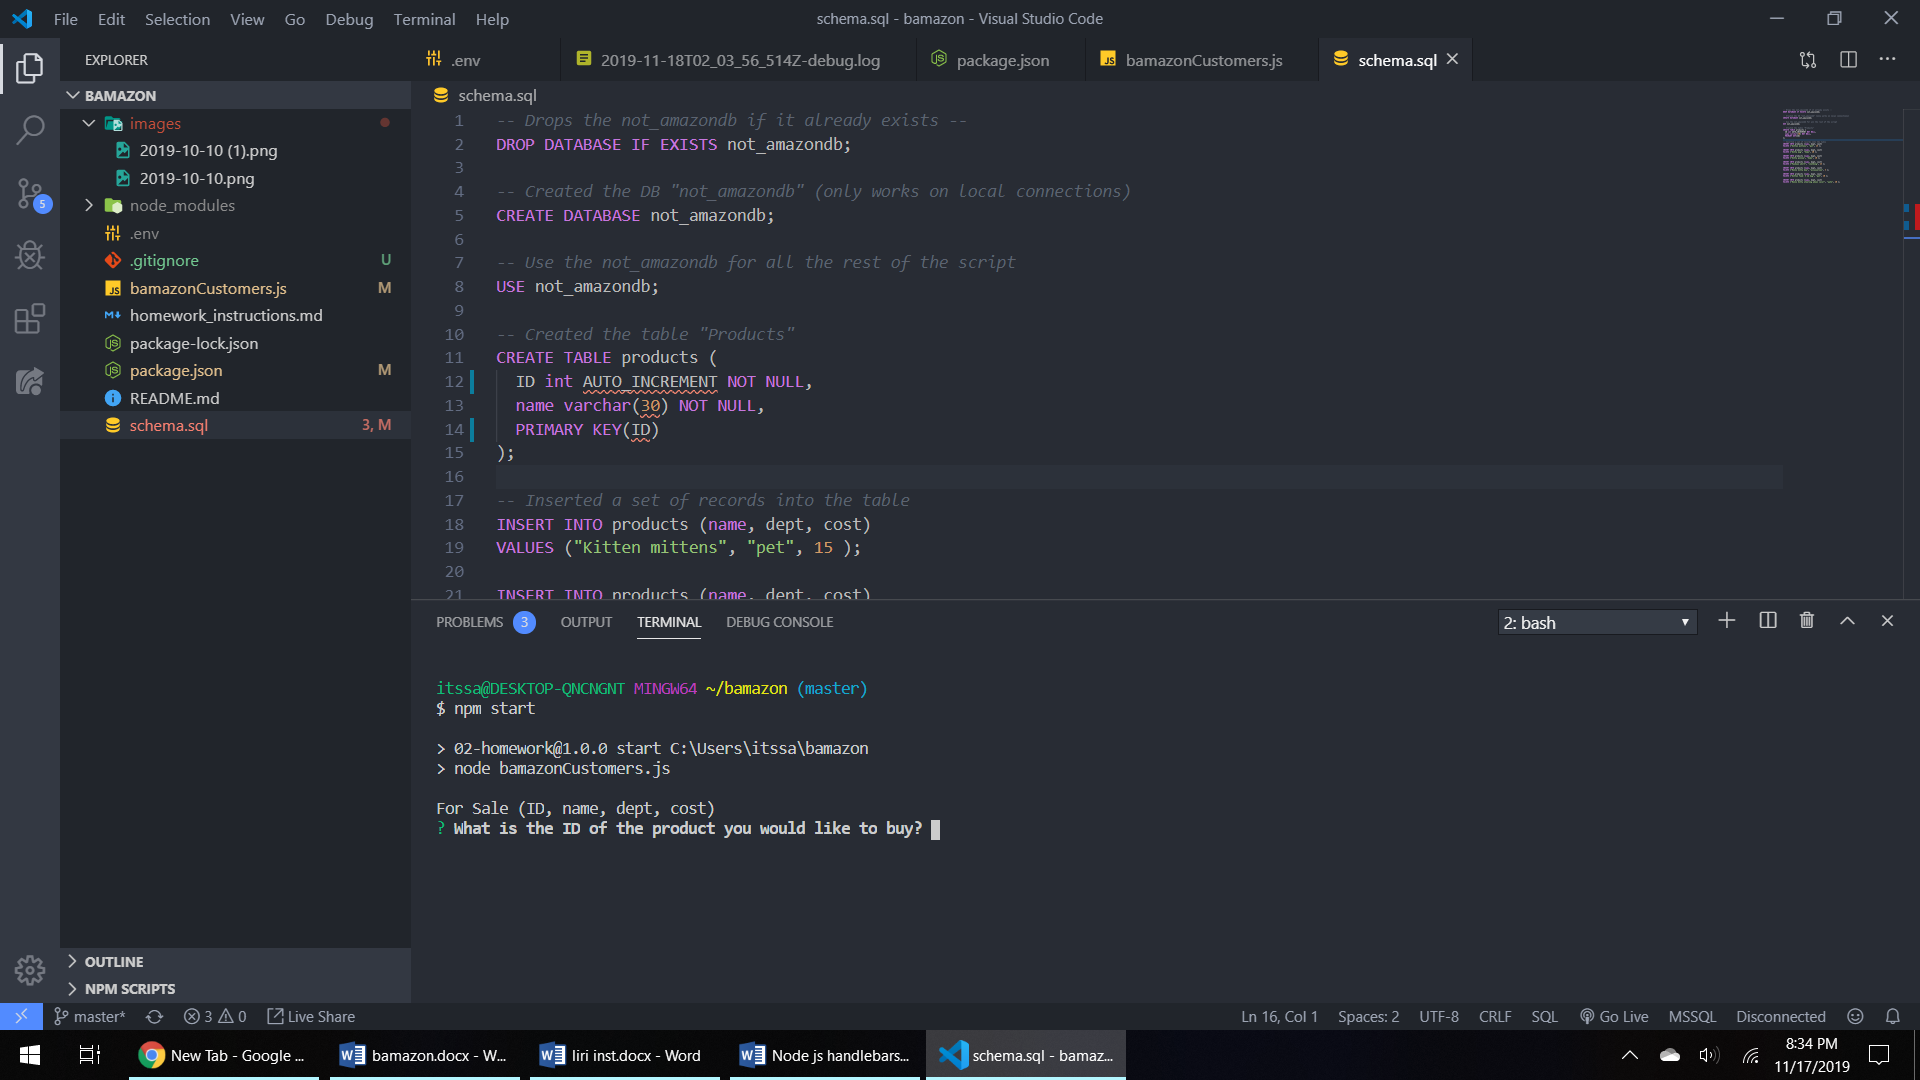 File Edit Selection View Go Debug Terminal Help
schema.sql - bamazon - Visual Studio Code
EXPLORER
.env
2019-11-18T02_03_56_514Z-debug.log
package.json
bamazonCustomers.js
schema.sql
BAMAZON
images
2019-10-10 (1).png
2019-10-10.png
node_modules
.env
.gitignore U
bamazonCustomers.js M
homework_instructions.md
package-lock.json
package.json M
README.md
schema.sql 3, M
5
OUTLINE
NPM SCRIPTS
schema.sql
1 -- Drops the not_amazondb if it already exists --
2 DROP DATABASE IF EXISTS not_amazondb;
3
4 -- Created the DB "not_amazondb" (only works on local connections)
5 CREATE DATABASE not_amazondb;
6
7 -- Use the not_amazondb for all the rest of the script
8 USE not_amazondb;
9
10 -- Created the table "Products"
11 CREATE TABLE products (
12 ID int AUTO_INCREMENT NOT NULL,
13 name varchar(30) NOT NULL,
14 PRIMARY KEY(ID)
15 );
16
17 -- Inserted a set of records into the table
18 INSERT INTO products (name, dept, cost)
19 VALUES ("Kitten mittens", "pet", 15 );
20
21 INSERT INTO products (name, dept, cost)
PROBLEMS 3 OUTPUT TERMINAL DEBUG CONSOLE
2: bash
itssa@DESKTOP-QNCNGNT MINGW64 ~/bamazon (master)
$ npm start
> 02-homework@1.0.0 start C:\Users\itssa\bamazon
> node bamazonCustomers.js
For Sale (ID, name, dept, cost)
? What is the ID of the product you would like to buy?
master* 3 0 Live Share
Ln 16, Col 1 Spaces: 2 UTF-8 CRLF SQL Go Live MSSQL Disconnected
New Tab - Google ...
bamazon.docx - W...
liri inst.docx - Word
Node js handlebars...
schema.sql - bamaz...
8:34 PM
11/17/2019